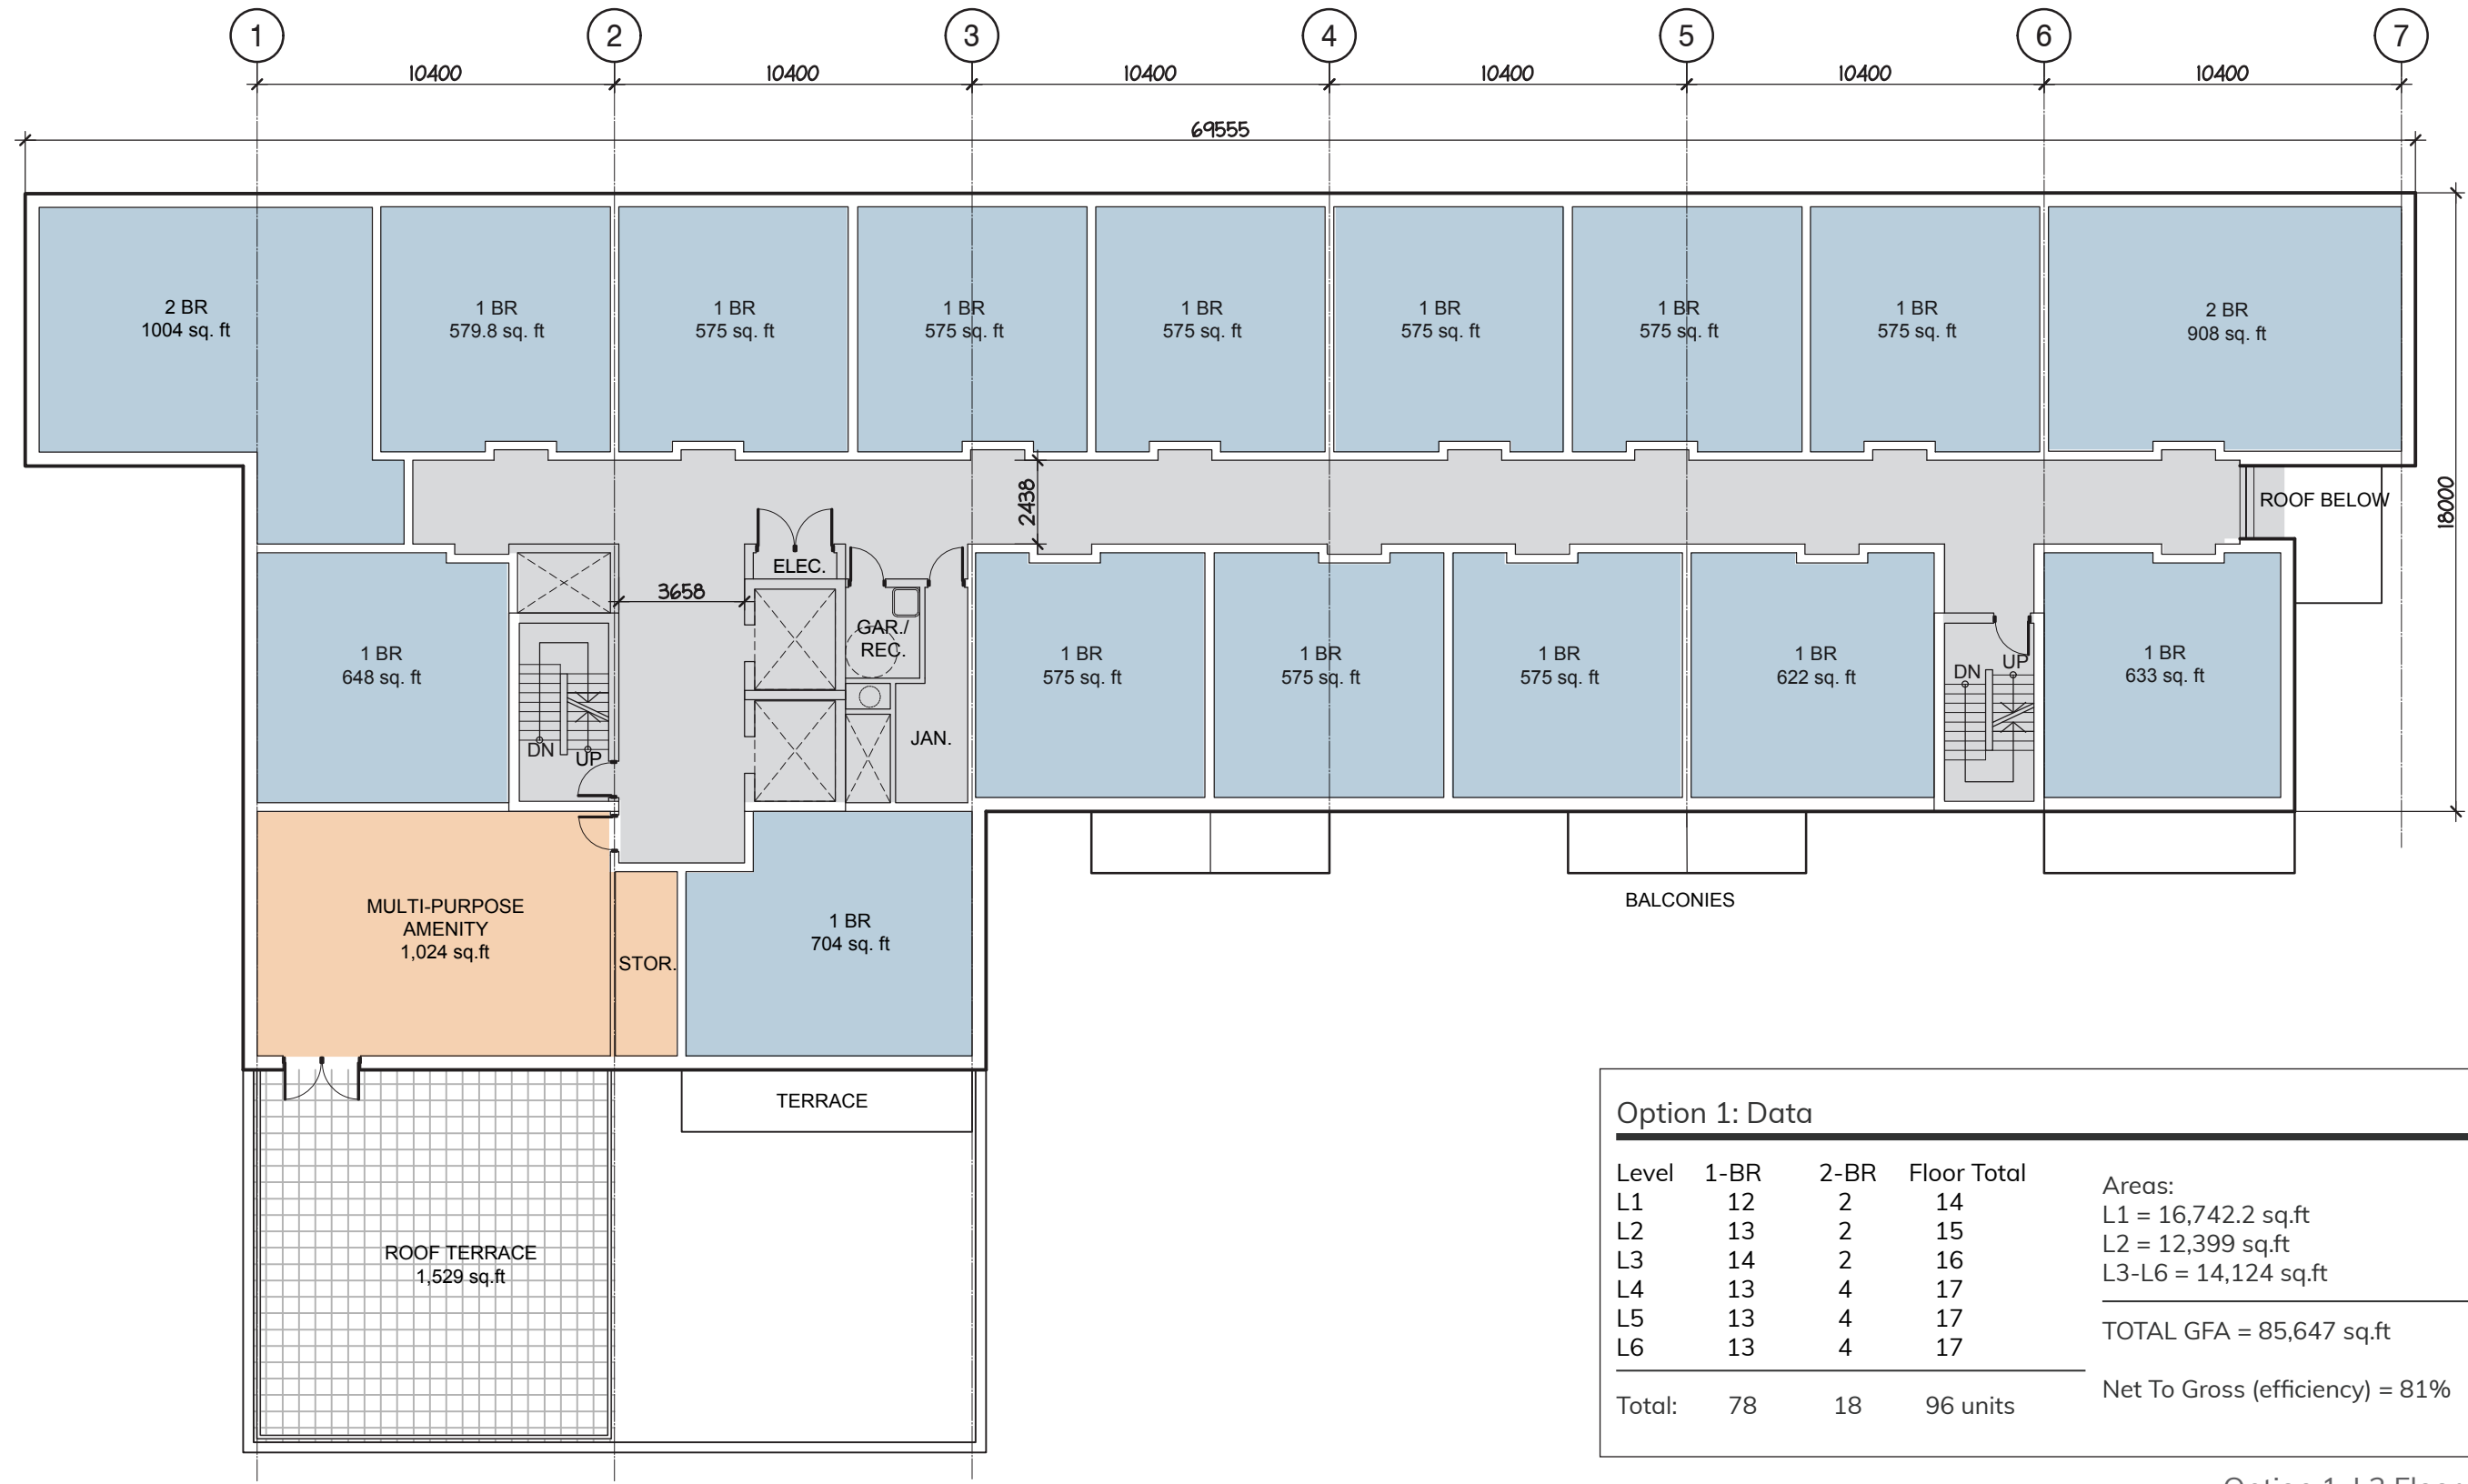 1 2 3 4 5 6 7
10400 10400 10400 10400 10400 10400
69555
2 BR
1004 sq. ft
1 BR
579.8 sq. ft
1 BR
575 sq. ft
1 BR
575 sq. ft
1 BR
575 sq. ft
1 BR
575 sq. ft
1 BR
575 sq. ft
1 BR
575 sq. ft
2 BR
908 sq. ft
2438
ROOF BELOW
18000
ELEC.
3658
GAR./
REC.
JAN.
1 BR
648 sq. ft
DN
UP
1 BR
575 sq. ft
1 BR
575 sq. ft
1 BR
575 sq. ft
1 BR
622 sq. ft
DN
UP
1 BR
633 sq. ft
MULTI-PURPOSE
AMENITY
1,024 sq.ft
STOR.
1 BR
704 sq. ft
BALCONIES
TERRACE
ROOF TERRACE
1,529 sq.ft
Option 1: Data
Level 1-BR 2-BR Floor Total
L1 12 2 14
L2 13 2 15
L3 14 2 16
L4 13 4 17
L5 13 4 17
L6 13 4 17
Total: 78 18 96 units
Areas:
L1 = 16,742.2 sq.ft
L2 = 12,399 sq.ft
L3-L6 = 14,124 sq.ft
TOTAL GFA = 85,647 sq.ft
Net To Gross (efficiency) = 81%